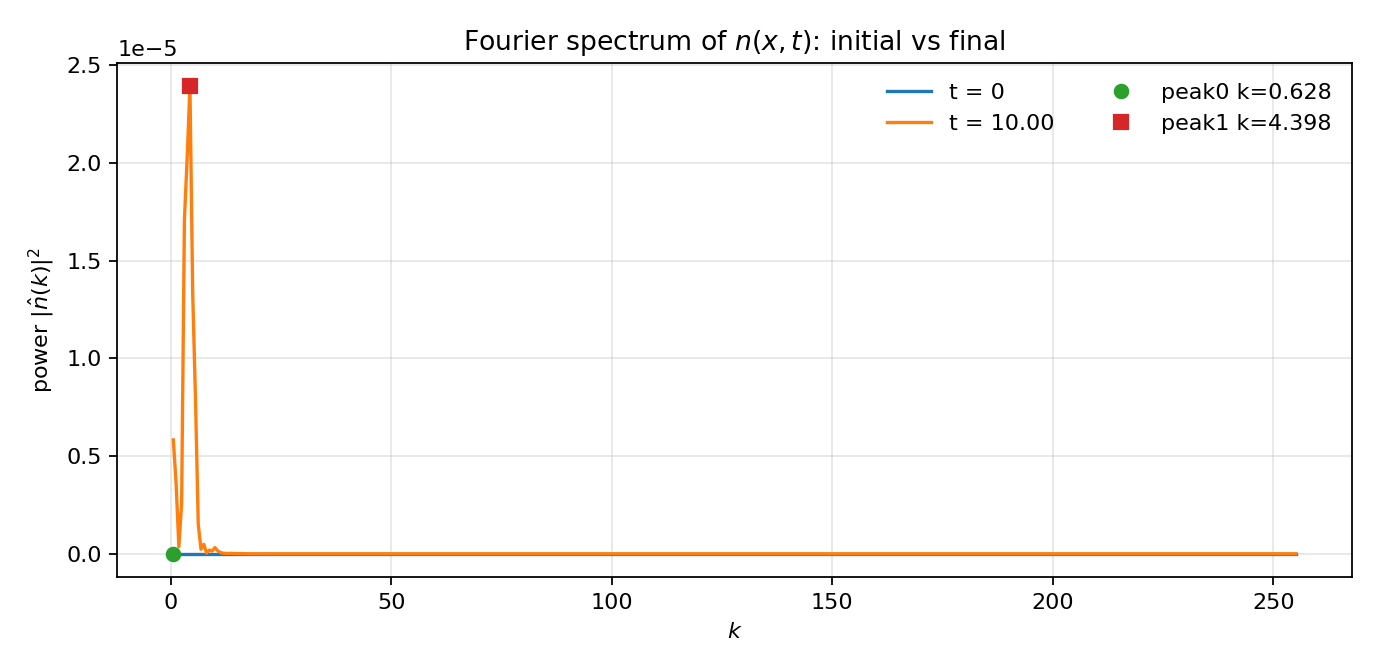 Fourier spectrum of n(x, t): initial vs final
1e−5
2.5
2.0
1.5
1.0
0.5
0.0
power |n̂(k)|²
t = 0
t = 10.00
peak0 k=0.628
peak1 k=4.398
0 50 100 150 200 250
k